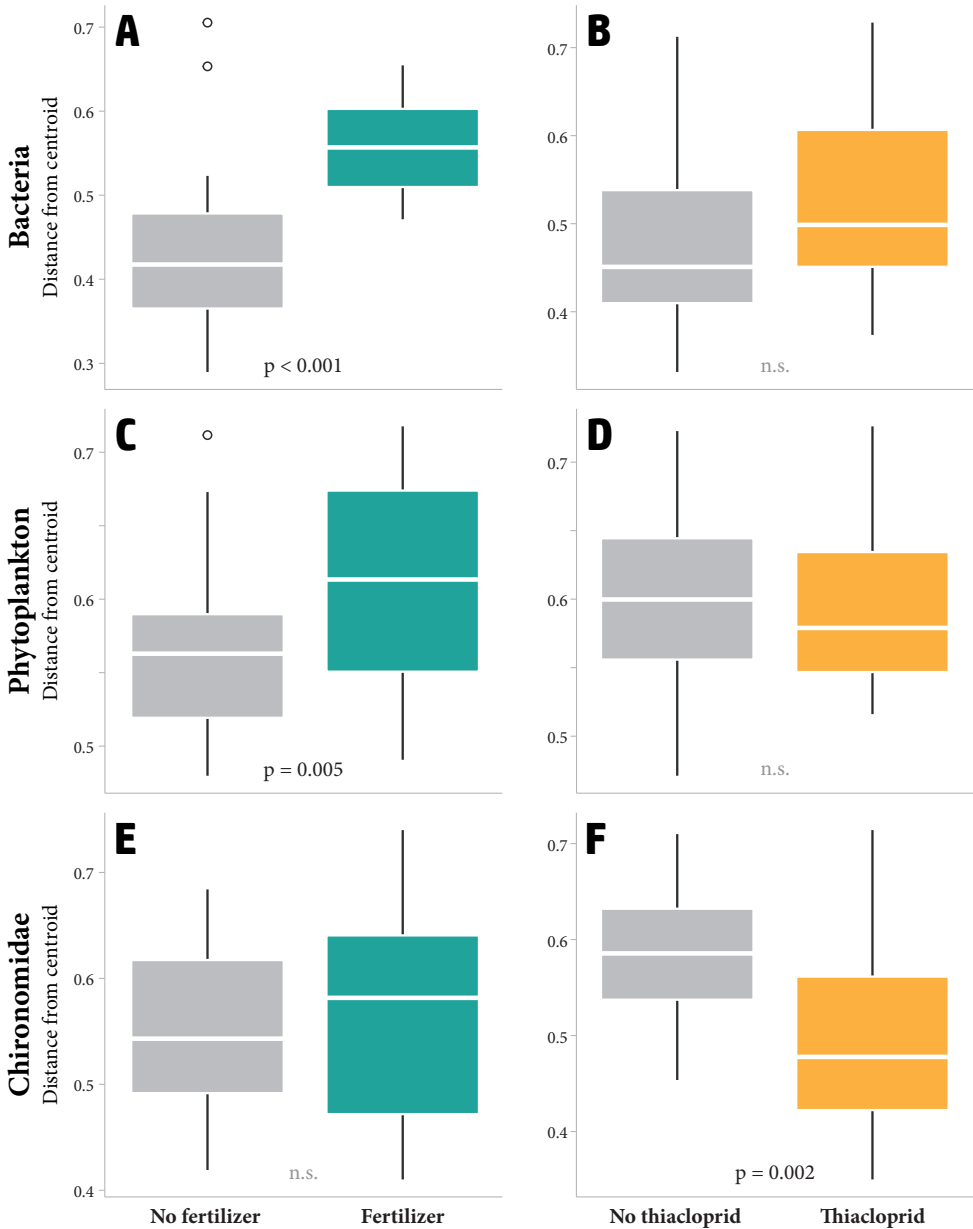 A
B
Bacteria
Distance from centroid
0.7
0.6
0.5
0.4
0.3
p < 0.001
0.7
0.6
0.5
0.4
n.s.
C
D
Phytoplankton
Distance from centroid
0.7
0.6
0.5
p = 0.005
0.7
0.6
0.5
n.s.
E
F
Chironomidae
Distance from centroid
0.7
0.6
0.5
0.4
n.s.
0.7
0.6
0.5
0.4
p = 0.002
No fertilizer
Fertilizer
No thiacloprid
Thiacloprid